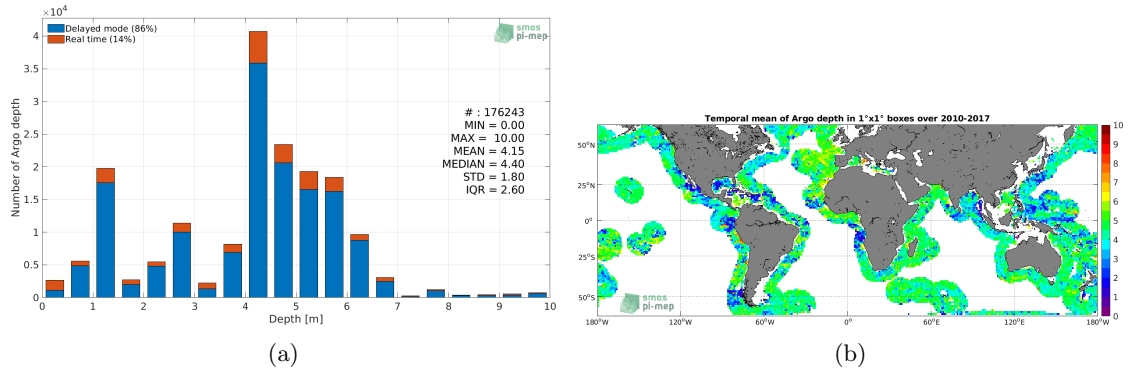 ×10⁴
Delayed mode (86%)
Real time (14%)
smos
pi-mep
4
3.5
3
2.5
2
1.5
1
0.5
0
Number of Argo depth
# : 176243
MIN = 0.00
MAX = 10.00
MEAN = 4.15
MEDIAN = 4.40
STD = 1.80
IQR = 2.60
0 1 2 3 4 5 6 7 8 9 10
Depth [m]
(a)
Temporal mean of Argo depth in 1°x1° boxes over 2010-2017
50°N
25°N
0°
25°S
50°S
smos
pi-mep
180°W 120°W 60°W 0° 60°E 120°E 180°W
10
9
8
7
6
5
4
3
2
1
0
(b)